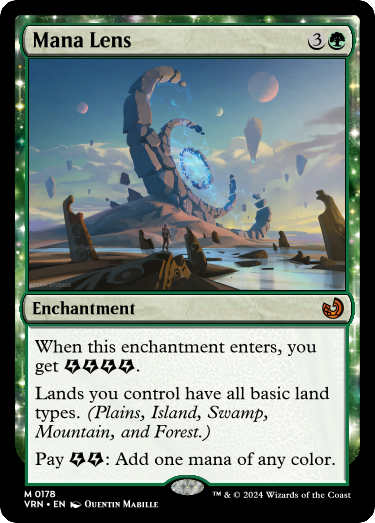 Mana Lens 3
When this enchantment enters, you
get
Lands you control have all basic land
types. (Plains, Island, Swamp,
Mountain, and Forest.)
Pay : Add one mana of any color.
Enchantment
M 0178
VRN • EN Quentin Mabille
™ & © 2024 Wizards of the Coast